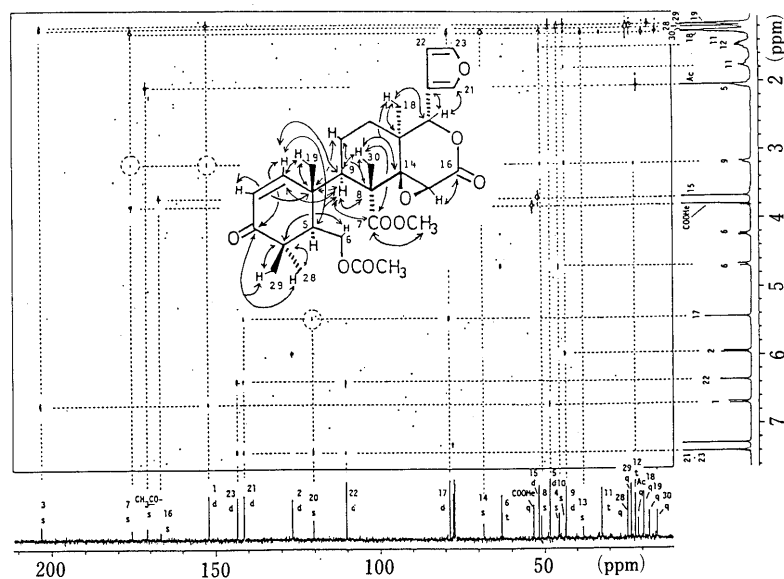 29 19
30 28
18
11
12
11
Ac
5
9
15
COOMe
4
6
17
2
22
1
21 23
2 (ppm)
3
4
5
6
7
22 23
O
21
H 18 H
O
H H 19 H 30 14 16
9 O
H 8 O H O
H 7 COOCH₃
O 5 H 6
H
H H OCOCH₃
29 28
3 s
7 s
CH₃CO- s
16 s
1 d
23 d
21 d
2 d
20 s
22 d
17 d
14 s
6 t
COOMe q
15 d
8 s
5 d
4 s
10 s
9 d
13 s
11 t
28 q
29 q
12 t
Ac q
18 q
19 q
30 q
200 150 100 50 (ppm)